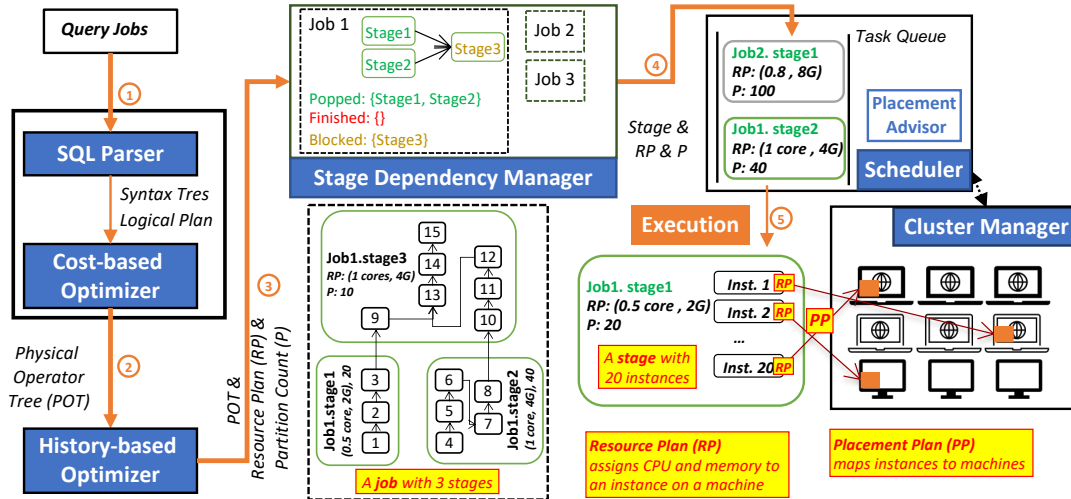 Query Jobs
1
SQL Parser
Syntax Tres
Logical Plan
Cost-based
Optimizer
2
Physical
Operator
Tree (POT)
History-based
Optimizer
3
POT &
Resource Plan (RP) &
Partition Count (P)
Job 1
Stage1
Stage2
Stage3
Popped: {Stage1, Stage2}
Finished: {}
Blocked: {Stage3}
Job 2
Job 3
Stage Dependency Manager
4
Stage &
RP & P
Task Queue
Job2. stage1
RP: (0.8 , 8G)
P: 100
Job1. stage2
RP: (1 core , 4G)
P: 40
Placement
Advisor
Scheduler
5
Execution
Cluster Manager
Job1.stage3
RP: (1 cores, 4G)
P: 10
15
14
13
12
11
10
9
Job1.stage1
(0.5 core, 2G), 20
3
2
1
6
5
4
8
7
Job1.stage2
(1 core, 4G), 40
A job with 3 stages
Job1. stage1
RP: (0.5 core , 2G)
P: 20
A stage with
20 instances
Inst. 1
RP
Inst. 2
RP
...
Inst. 20
RP
PP
Resource Plan (RP)
assigns CPU and memory to
an instance on a machine
Placement Plan (PP)
maps instances to machines